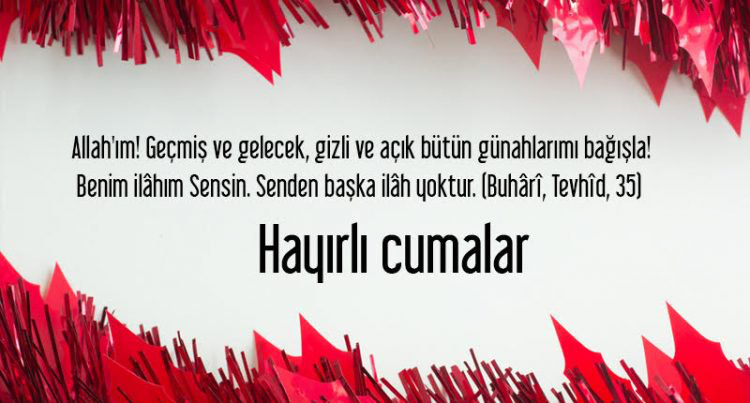 Allah'ım! Geçmiş ve gelecek, gizli ve açık bütün günahlarımı bağışla!
Benim ilâhım Sensin. Senden başka ilâh yoktur. (Buhârî, Tevhîd, 35)
Hayırlı cumalar